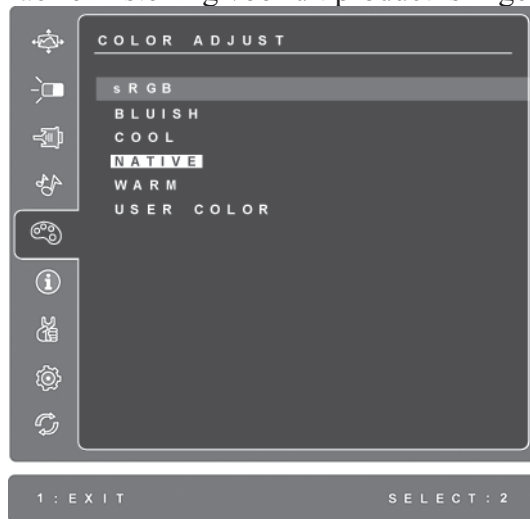 COLOR ADJUST
sRGB
BLUISH
COOL
NATIVE
WARM
USER COLOR
1:EXIT SELECT:2